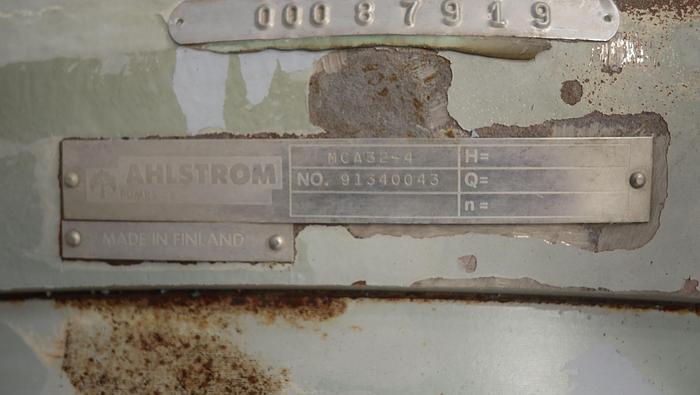 00087919
AHLSTROM
PUMPS
MCA32-4
NO. 91340043
H=
Q=
n=
MADE IN FINLAND